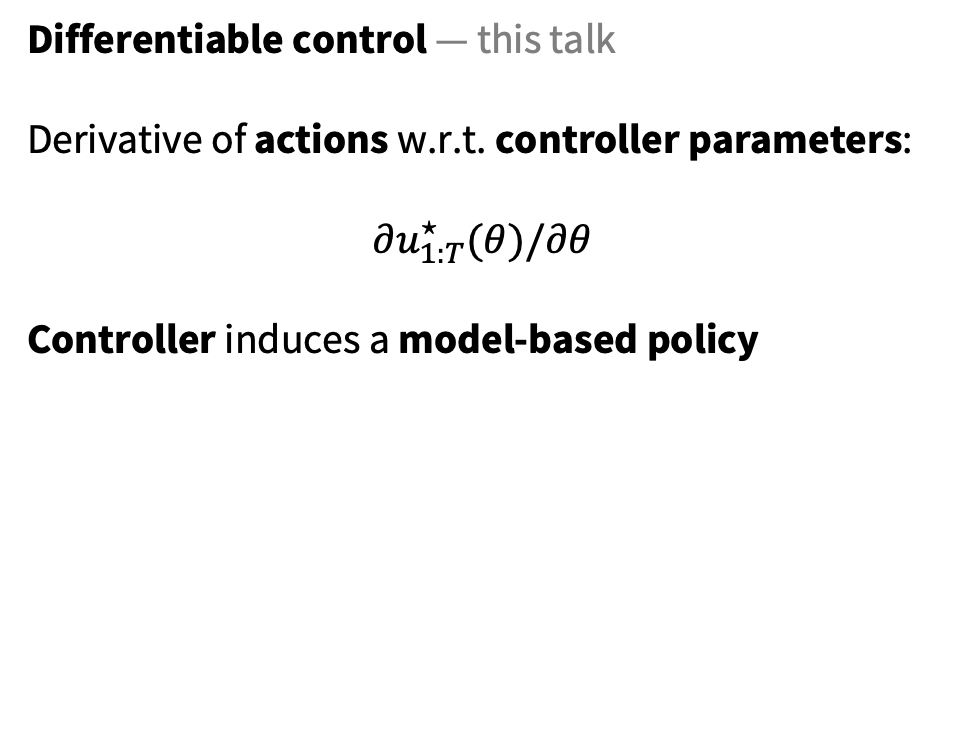 Differentiable control — this talk
Derivative of actions w.r.t. controller parameters:
∂u⋆1:T(θ)/∂θ
Controller induces a model-based policy